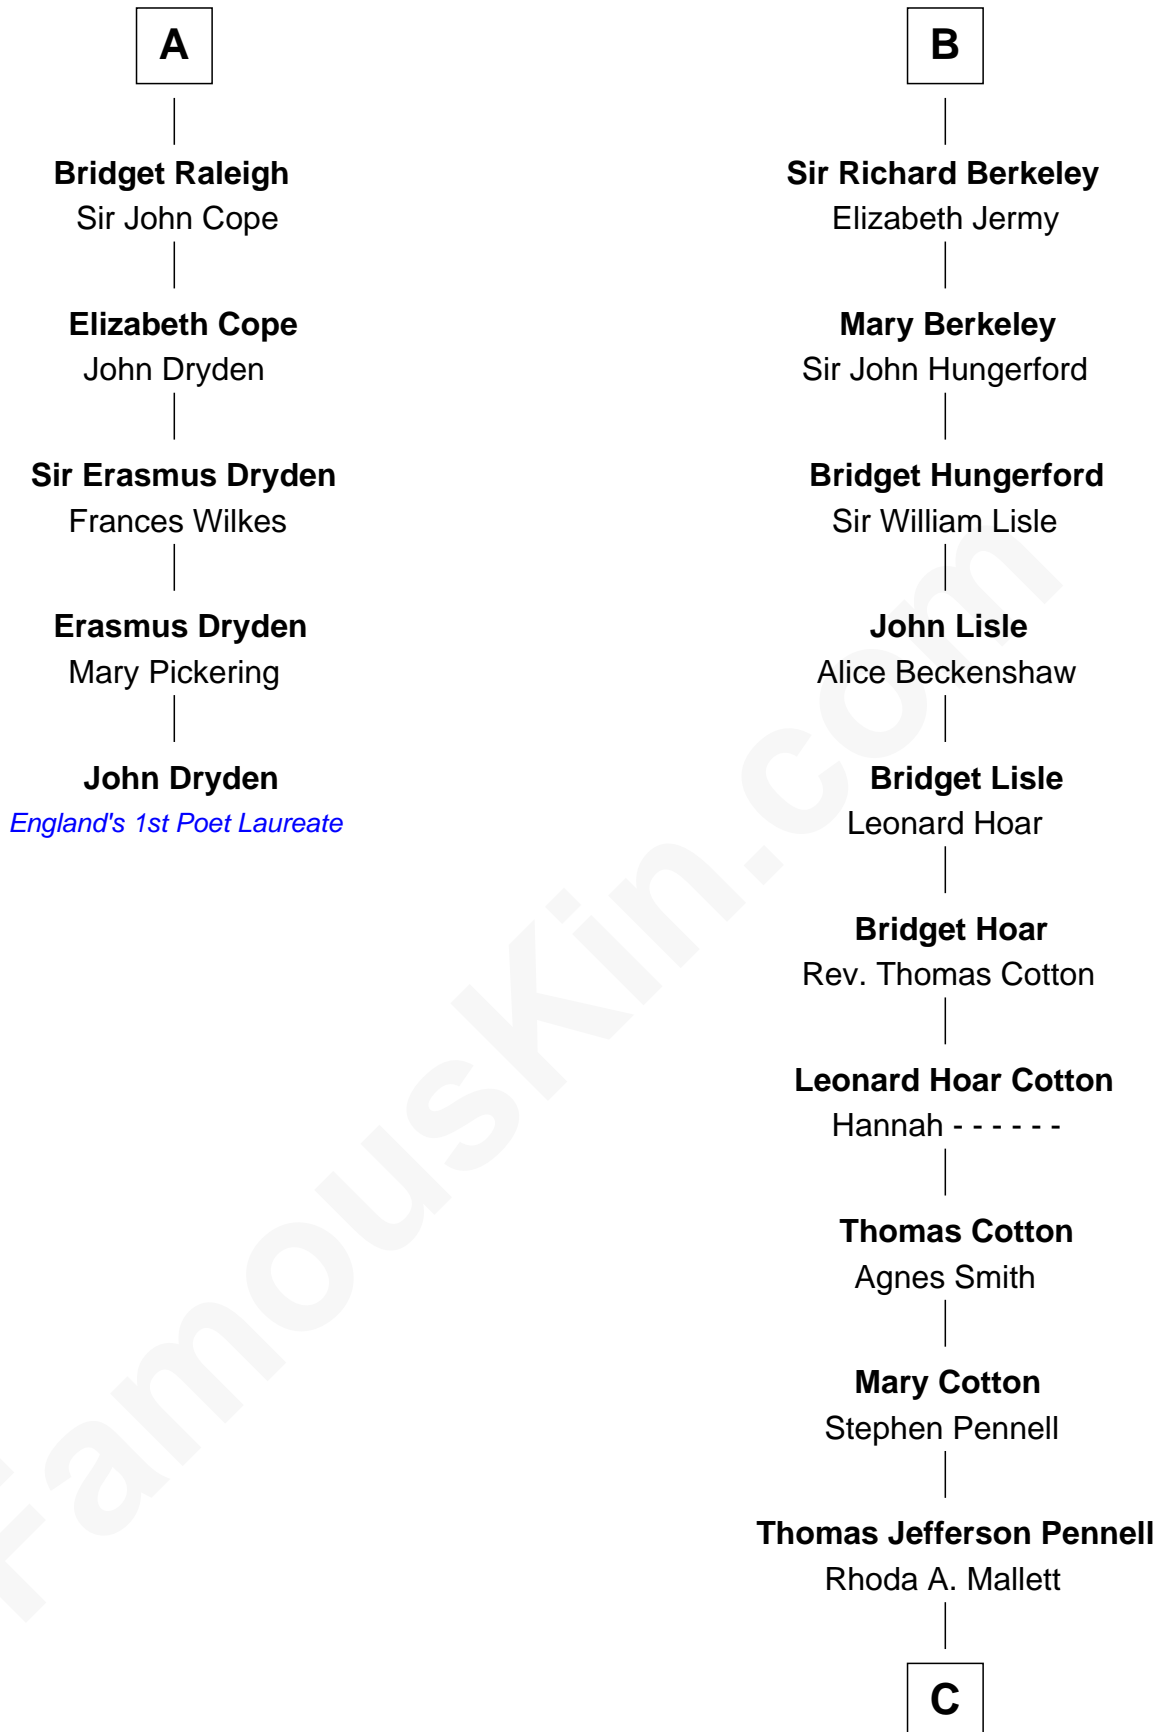 A
Bridget Raleigh
Sir John Cope
Elizabeth Cope
John Dryden
Sir Erasmus Dryden
Frances Wilkes
Erasmus Dryden
Mary Pickering
John Dryden
England's 1st Poet Laureate
B
Sir Richard Berkeley
Elizabeth Jermy
Mary Berkeley
Sir John Hungerford
Bridget Hungerford
Sir William Lisle
John Lisle
Alice Beckenshaw
Bridget Lisle
Leonard Hoar
Bridget Hoar
Rev. Thomas Cotton
Leonard Hoar Cotton
Hannah - - - - - -
Thomas Cotton
Agnes Smith
Mary Cotton
Stephen Pennell
Thomas Jefferson Pennell
Rhoda A. Mallett
C
FamousKin.com